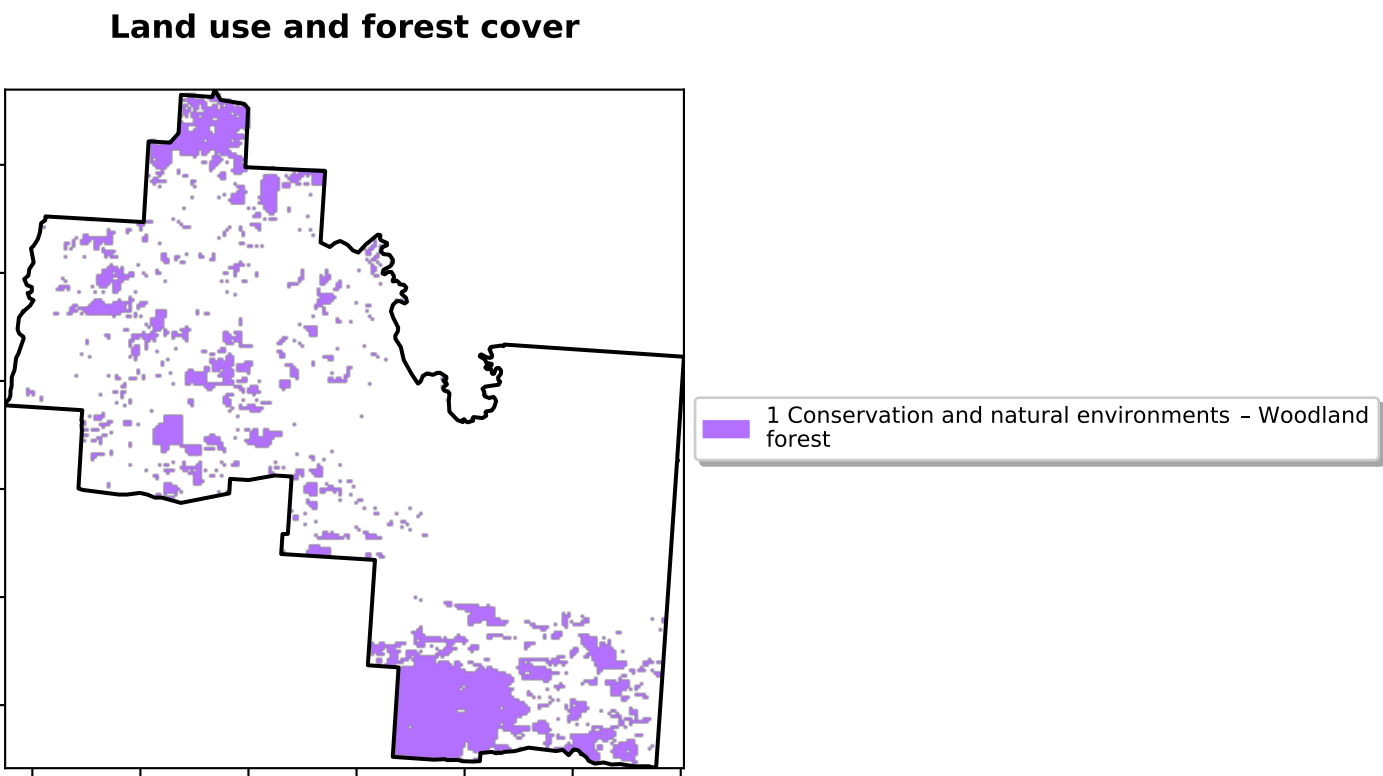 Land use and forest cover
1 Conservation and natural environments – Woodland
forest